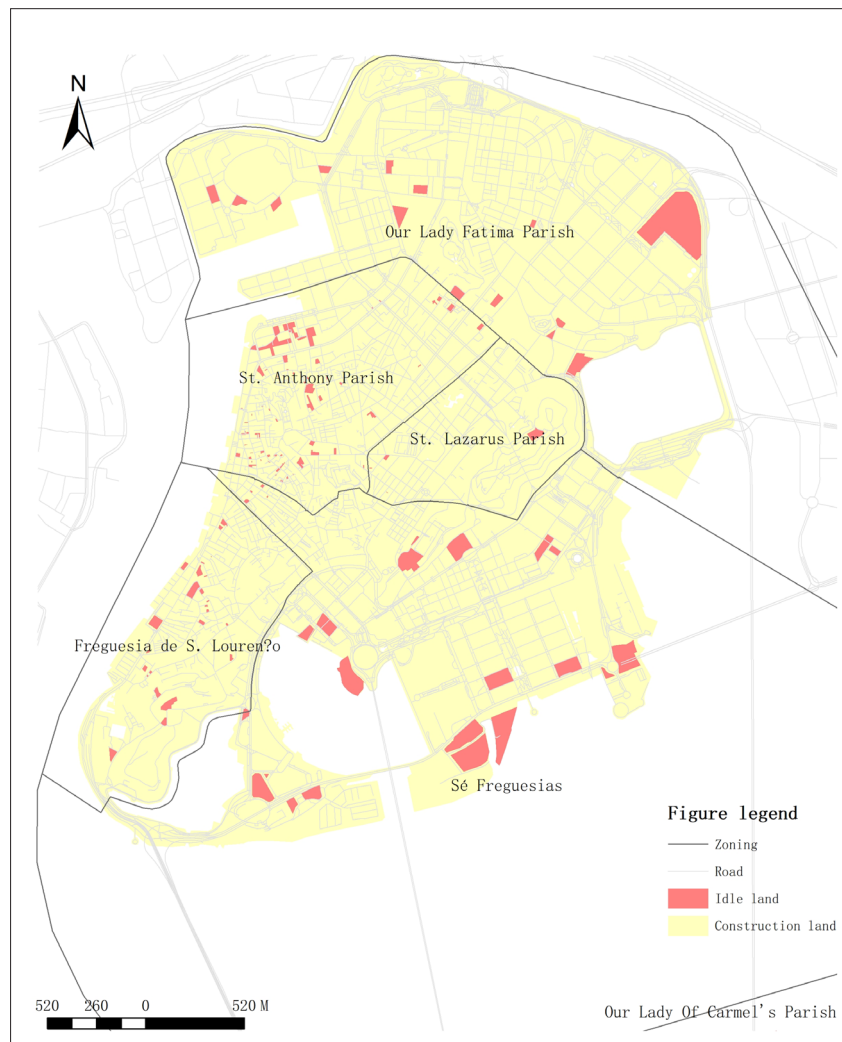 N
Our Lady Fatima Parish
St. Anthony Parish
St. Lazarus Parish
Freguesia de S. Louren?o
Sé Freguesias
Figure legend
Zoning
Road
Idle land
Construction land
520 260 0 520 M
Our Lady Of Carmel's Parish